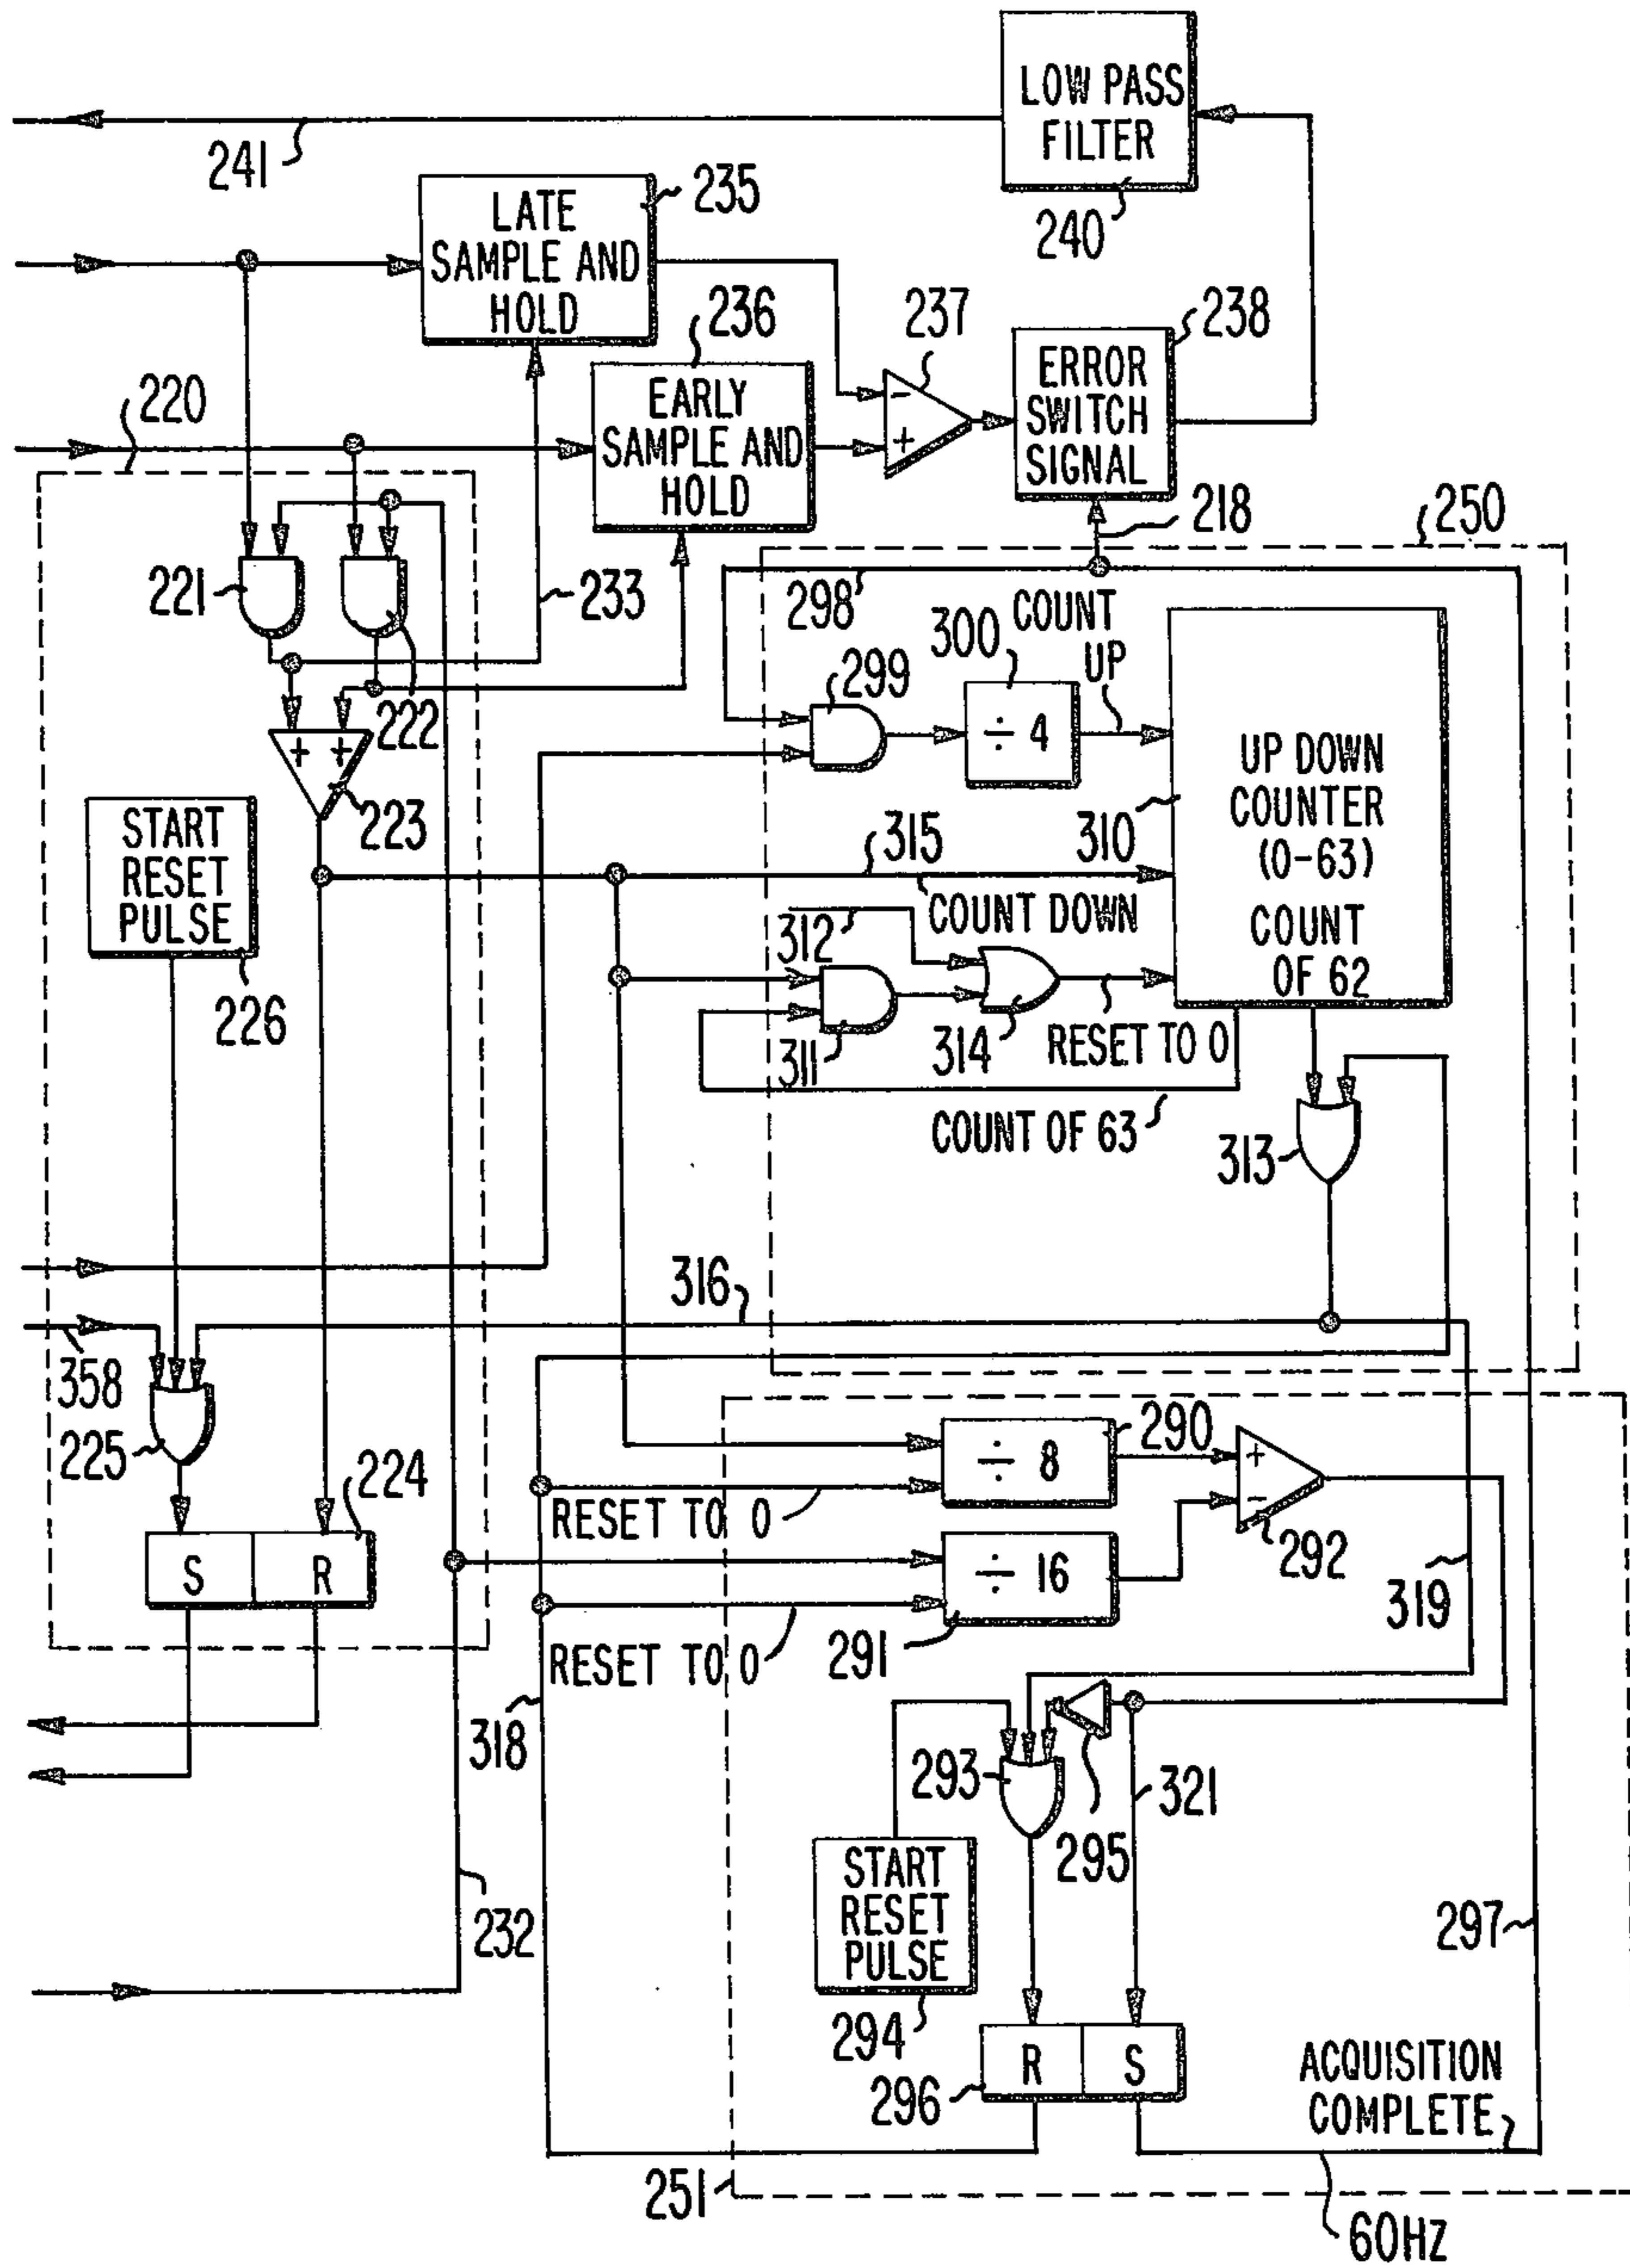 LOW PASS
FILTER
240
241
LATE
SAMPLE AND
HOLD
235
EARLY
SAMPLE AND
HOLD
236
237
-
+
ERROR
SWITCH
SIGNAL
238
218
220
221
222
233
+ +
223
START
RESET
PULSE
226
250
298
299
300
÷ 4
COUNT
UP
UP DOWN
COUNTER
(0-63)
COUNT
OF 62
310
315
COUNT DOWN
312
311
314
RESET TO 0
COUNT OF 63
313
316
358
225
224
S
R
÷ 8
290
RESET TO 0
÷ 16
291
RESET TO 0
+
-
292
319
318
293
295
321
START
RESET
PULSE
294
232
297
R
S
296
ACQUISITION
COMPLETE
251
60HZ